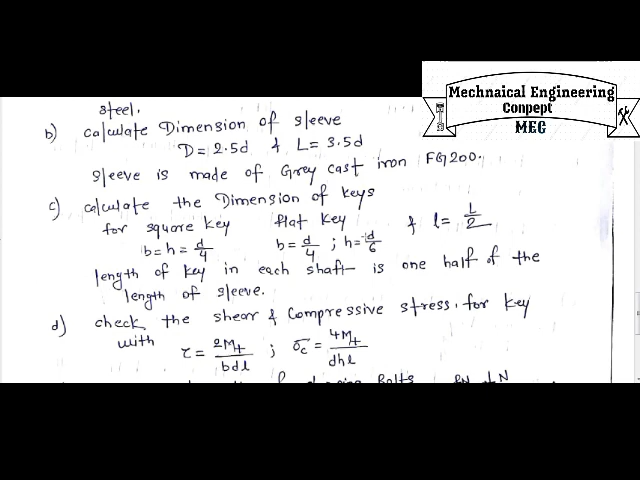 Mechnaical Engineering
Conpept
MEC
steel.
b) calculate Dimension of sleeve
D = 2.5d & L = 3.5d
sleeve is made of Grey cast iron FG200.
c) calculate the Dimension of keys
for square key flat key & l = L/2
b = h = d/4 b = d/4 ; h = d/6
length of key in each shaft is one half of the
length of sleeve.
d) check the shear & compressive stress. for key
with τ = 2Mt/bdl ; σc = 4Mt/dhl
of clamping Bolts